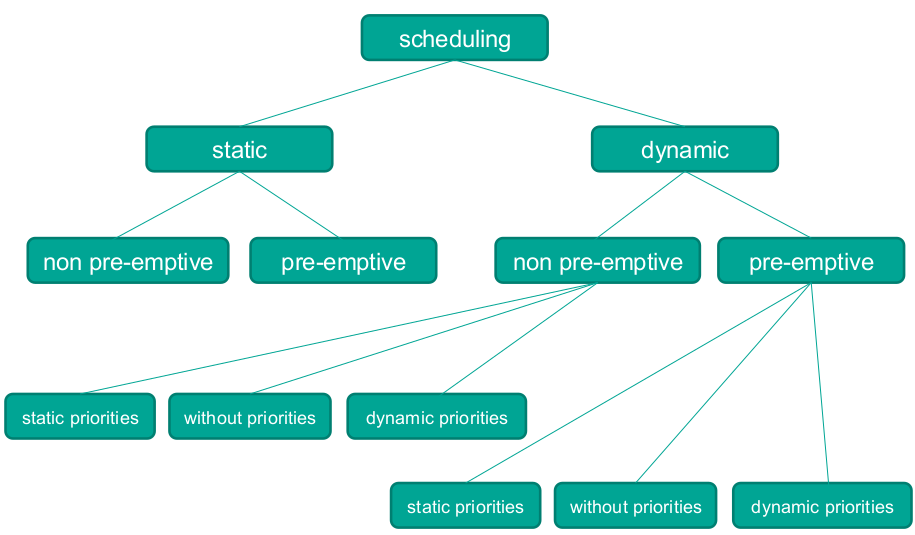 scheduling
static
dynamic
non pre-emptive
pre-emptive
non pre-emptive
pre-emptive
static priorities
without priorities
dynamic priorities
static priorities
without priorities
dynamic priorities